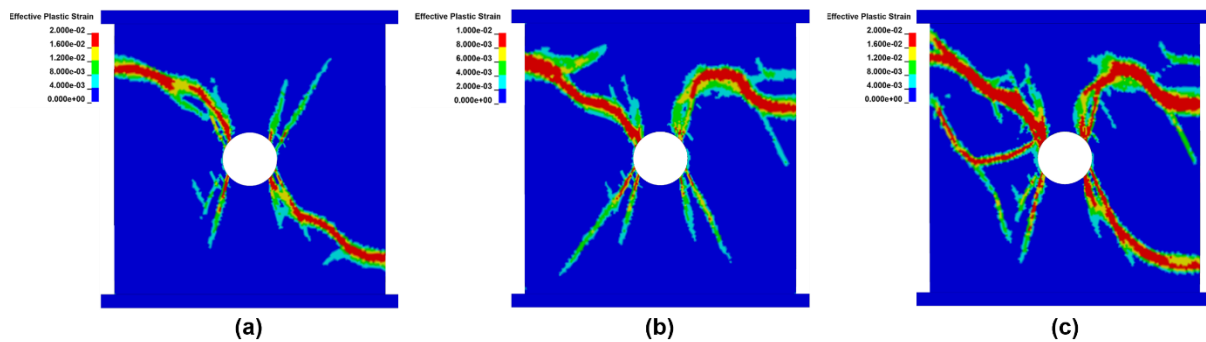 Effective Plastic Strain
2.000e-02
1.600e-02
1.200e-02
8.000e-03
4.000e-03
0.000e+00
(a)
Effective Plastic Strain
1.000e-02
8.000e-03
6.000e-03
4.000e-03
2.000e-03
0.000e+00
(b)
Effective Plastic Strain
2.000e-02
1.600e-02
1.200e-02
8.000e-03
4.000e-03
0.000e+00
(c)